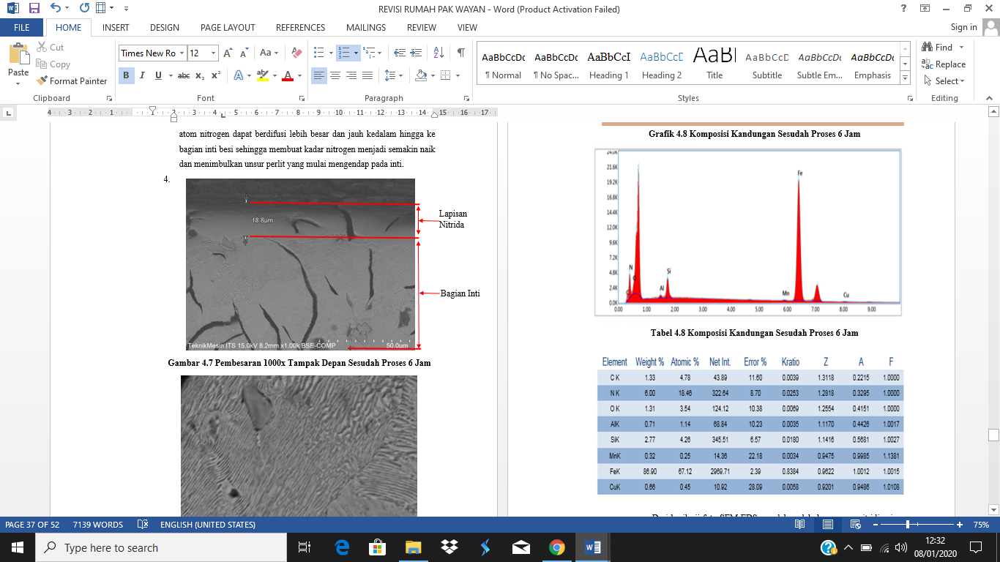 REVISI RUMAH PAK WAYAN - Word (Product Activation Failed)
FILE HOME INSERT DESIGN PAGE LAYOUT REFERENCES MAILINGS REVIEW VIEW Sign in
Paste
Cut
Copy
Format Painter
Clipboard
Times New Ro 12
Font
Paragraph
AaBbCcDc AaBbCcDc AaBbCcI AaBbCcD AaBI AaBbCcD AaBbCcDc AaBbCcDc
¶ Normal ¶ No Spac... Heading 1 Heading 2 Title Subtitle Subtle Em... Emphasis
Styles
Find
Replace
Select
Editing
4 3 2 1 1 2 3 4 5 6 7 8 9 10 11 12 13 14 15 16 17
atom nitrogen dapat berdifusi lebih besar dan jauh kedalam hingga ke
bagian inti besi sehingga membuat kadar nitrogen menjadi semakin naik
dan menimbulkan unsur perlit yang mulai mengendap pada inti.
4.
18.8µm
Lapisan
Nitrida
Bagian Inti
TeknikMesin ITS 15.0kV 8.2mm x1.00k BSE-COMP 50.0um
Gambar 4.7 Pembesaran 1000x Tampak Depan Sesudah Proses 6 Jam
Grafik 4.8 Komposisi Kandungan Sesudah Proses 6 Jam
24.0K
21.6K
19.2K
16.8K
14.4K
12.0K
9.6K
7.2K
4.8K
2.4K
0.0K
C N O Al Si Mn Fe Cu
0.00 1.00 2.00 3.00 4.00 5.00 6.00 7.00 8.00 9.00
Tabel 4.8 Komposisi Kandungan Sesudah Proses 6 Jam
Element Weight % Atomic % Net Int. Error % Kratio Z A F
C K 1.33 4.78 43.89 11.60 0.0039 1.3118 0.2215 1.0000
N K 6.00 18.46 322.64 8.70 0.0253 1.2818 0.3295 1.0000
O K 1.31 3.54 124.12 10.38 0.0069 1.2554 0.4151 1.0000
AlK 0.71 1.14 68.84 10.23 0.0035 1.1170 0.4426 1.0017
SiK 2.77 4.26 345.51 6.57 0.0180 1.1416 0.5681 1.0027
MnK 0.32 0.25 14.36 22.18 0.0034 0.9475 0.9985 1.1381
FeK 86.90 67.12 2969.71 2.39 0.8384 0.9622 1.0012 1.0015
CuK 0.66 0.45 10.92 28.09 0.0058 0.9201 0.9486 1.0108
PAGE 37 OF 52 7139 WORDS ENGLISH (UNITED STATES) 75%
Type here to search
12:32
08/01/2020